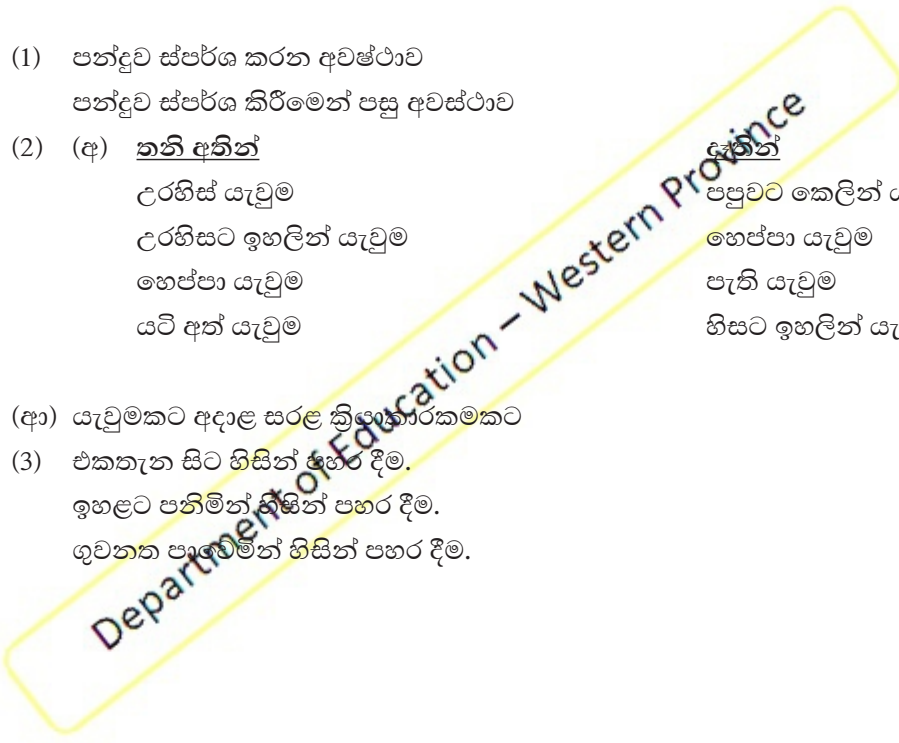 (1) පන්දුව ස්පර්ශ කරන අවෂ්ථාව
පන්දුව ස්පර්ශ කිරීමෙන් පසු අවස්ථාව
(2) (අ) තනි අතින් දෑතින්
උරහිස් යැවුම පපුවට කෙලින්
උරහිසට ඉහලින් යැවුම හෙප්පා යැවුම
හෙප්පා යැවුම පැති යැවුම
යටි අත් යැවුම හිසට ඉහලින්
(ආ) යැවුමකට අදාළ සරළ ක්‍රියාකාරකමකට
(3) එකතැන සිට හිසින් පහර දීම.
ඉහළට පනිමින් හිසින් පහර දීම.
ගුවනත පාවෙමින් හිසින් පහර දීම.
Department of Education – Western Province